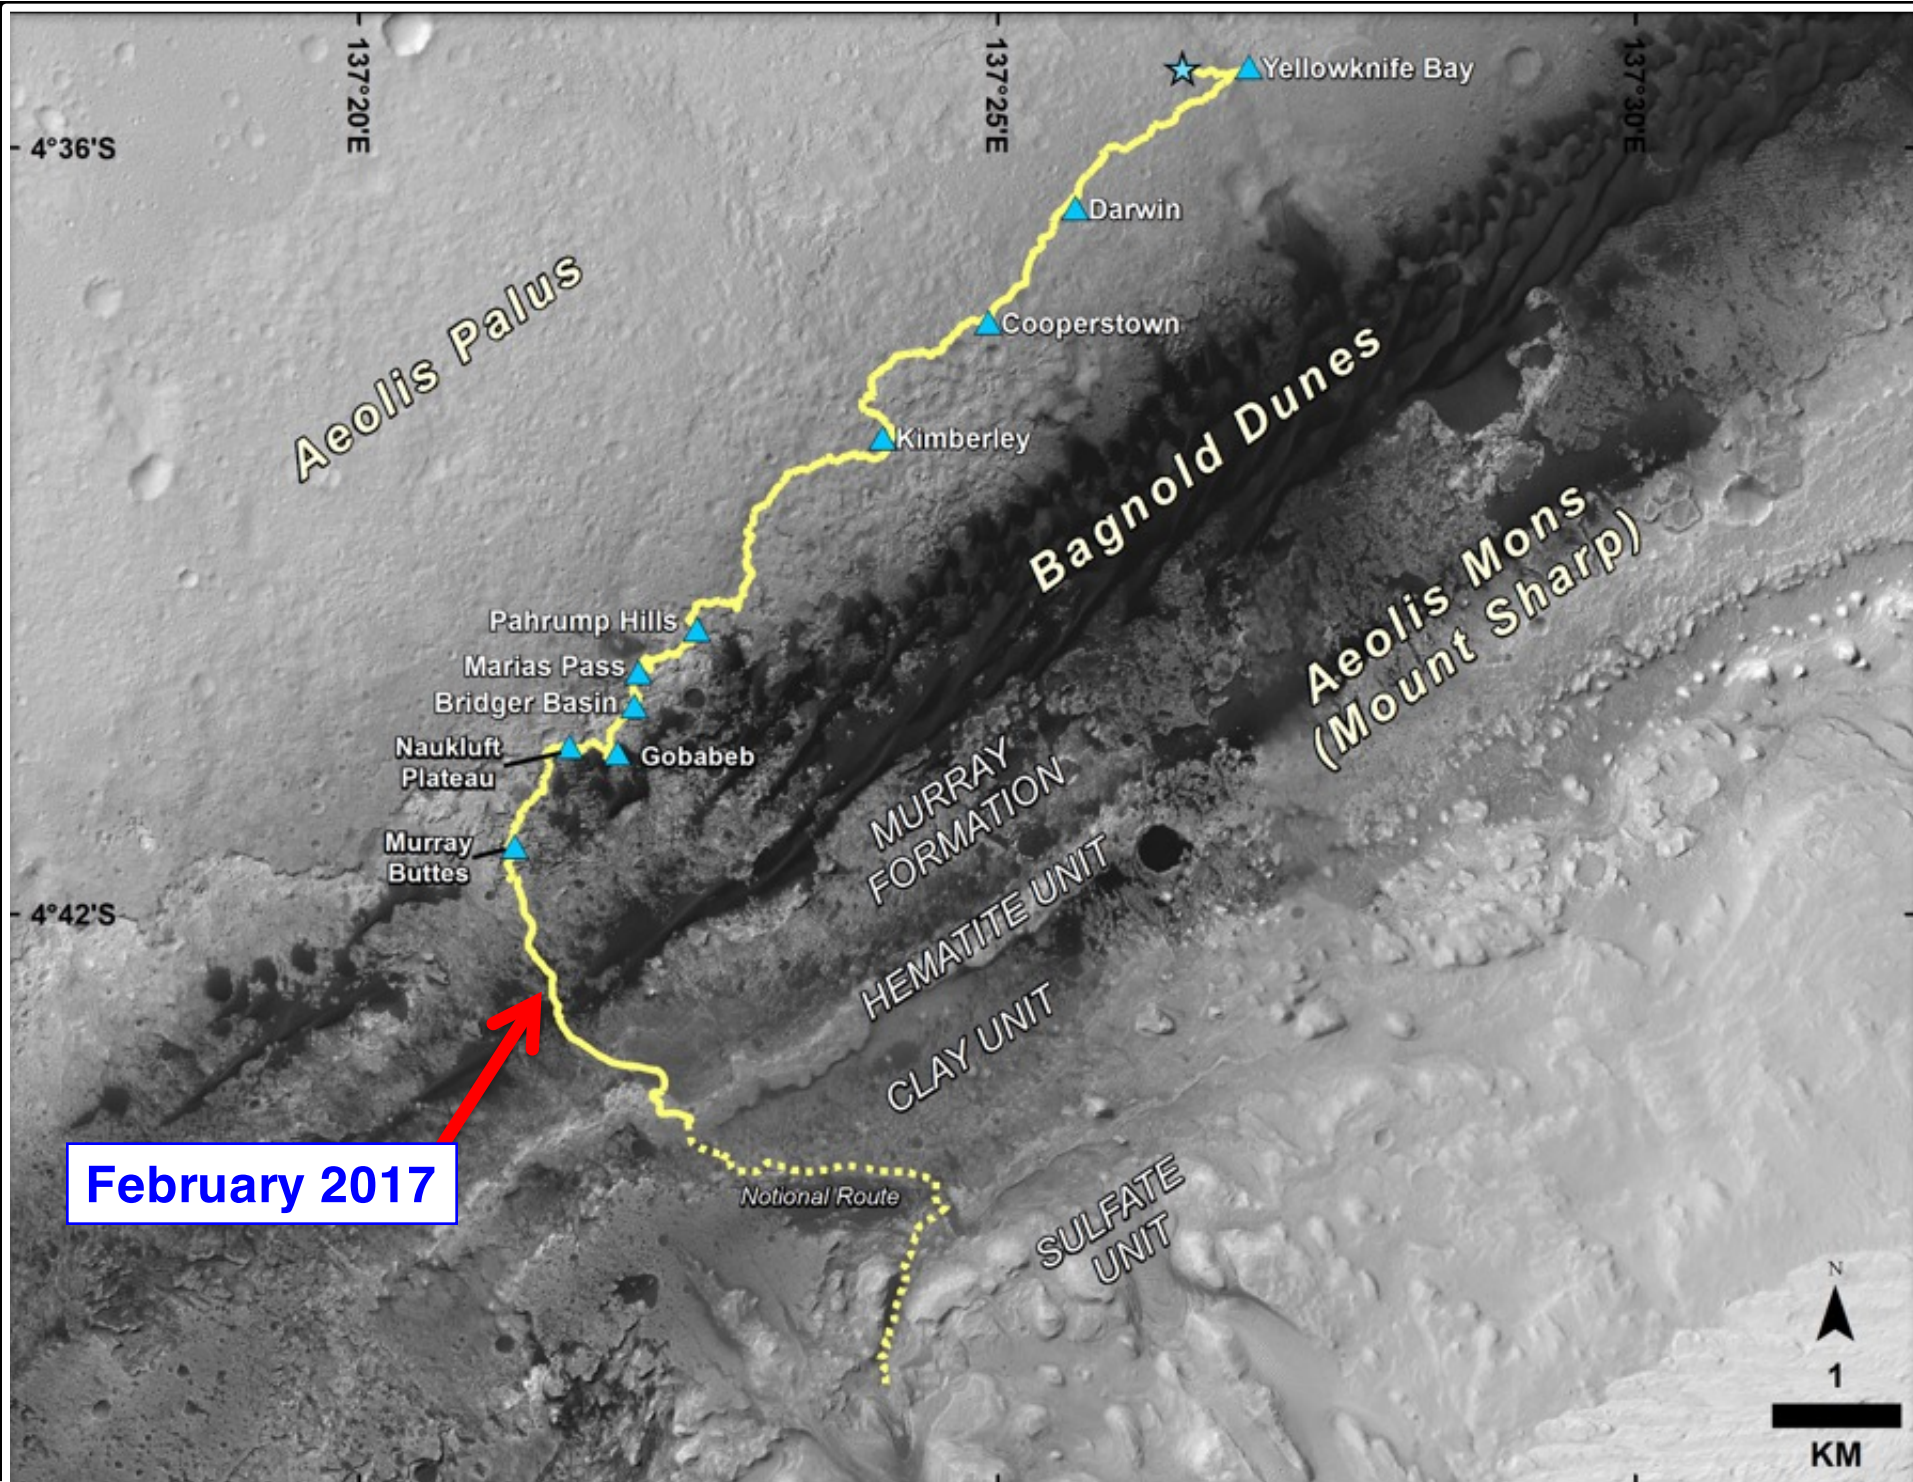 137°20'E
137°25'E
137°30'E
Yellowknife Bay
4°36'S
Darwin
Aeolis Palus
Cooperstown
Bagnold Dunes
Kimberley
Aeolis Mons
(Mount Sharp)
Pahrump Hills
Marias Pass
Bridger Basin
Naukluft
Plateau
Gobabeb
MURRAY
FORMATION
Murray
Buttes
HEMATITE UNIT
4°42'S
CLAY UNIT
February 2017
Notional Route
SULFATE
UNIT
N
1
KM